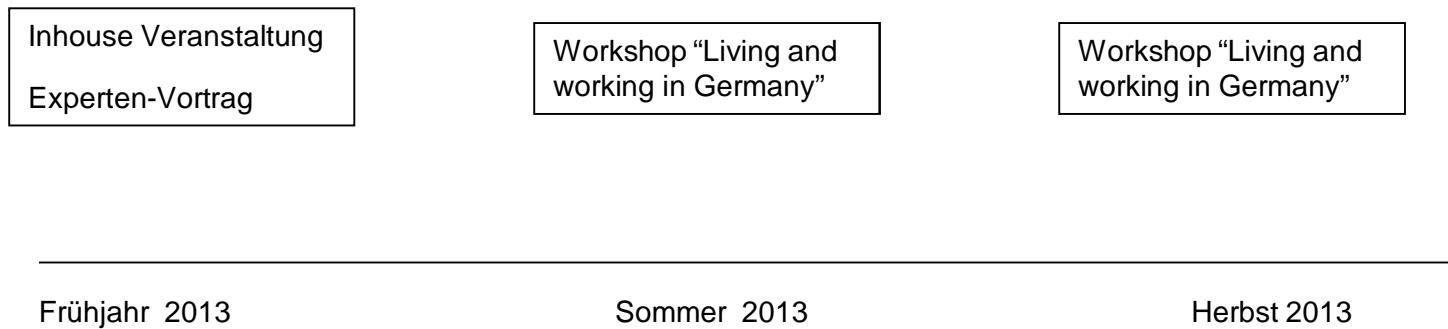 Inhouse Veranstaltung
Experten-Vortrag
Workshop “Living and
working in Germany”
Workshop “Living and
working in Germany”
Frühjahr 2013
Sommer 2013
Herbst 2013